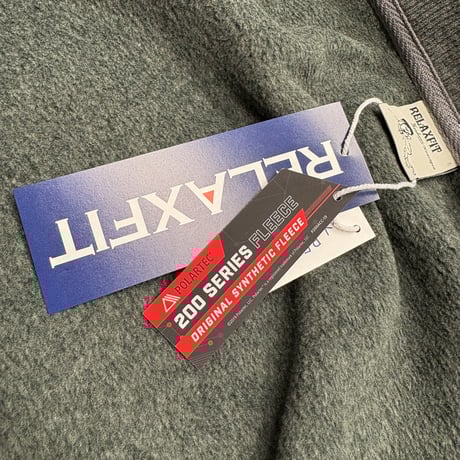 RELAXFIT
RELAXFIT
POLARTEC
200 SERIES FLEECE
ORIGINAL SYNTHETIC FLEECE